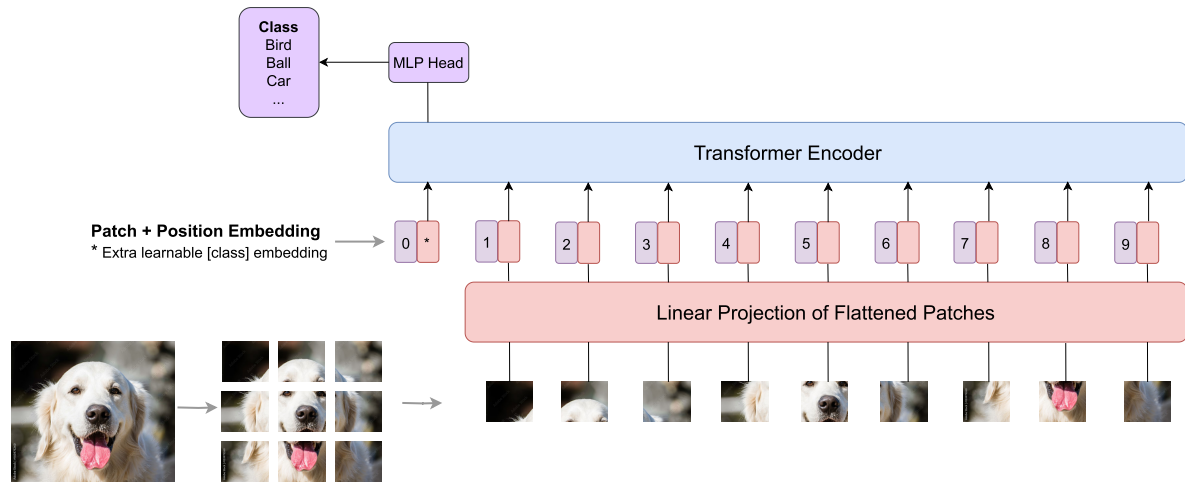 Class
Bird
Ball
Car
...
MLP Head
Transformer Encoder
Patch + Position Embedding
* Extra learnable [class] embedding
0 * 1 2 3 4 5 6 7 8 9
Linear Projection of Flattened Patches